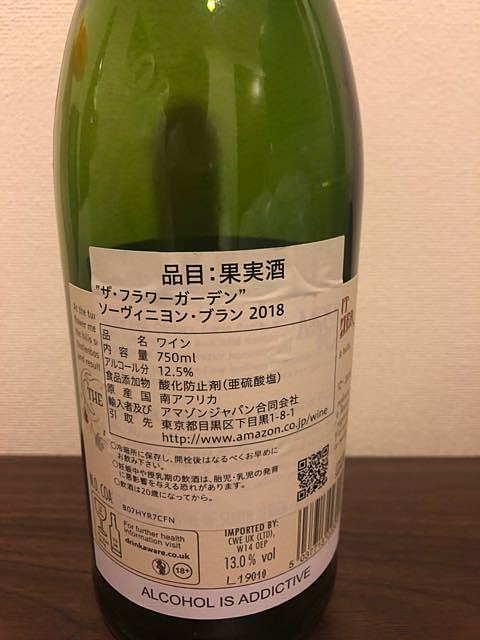 品目：果実酒
"ザ・フラワーガーデン"
ソーヴィニヨン・ブラン 2018
品名 ワイン
内容量 750ml
アルコール分 12.5%
食品添加物 酸化防止剤（亜硫酸塩）
原産国 南アフリカ
輸入者及び アマゾンジャパン合同会社
引取先 東京都目黒区下目黒1-8-1
http://www.amazon.co.jp/wine
○冷暗所に保存し、開栓後はなるべくお早めに
お飲み下さい。
○妊娠中や授乳期の飲酒は、胎児・乳児の発育
に悪影響を与える恐れがあります。
○飲酒は20歳になってから。
B07HYR7CFN
THE
W.O. COA
For further health
information visit
drinkaware.co.uk
18+
IMPORTED BY:
CWE UK (LTD),
W14 0EP
13.0% vol
L19010
ALCOHOL IS ADDICTIVE